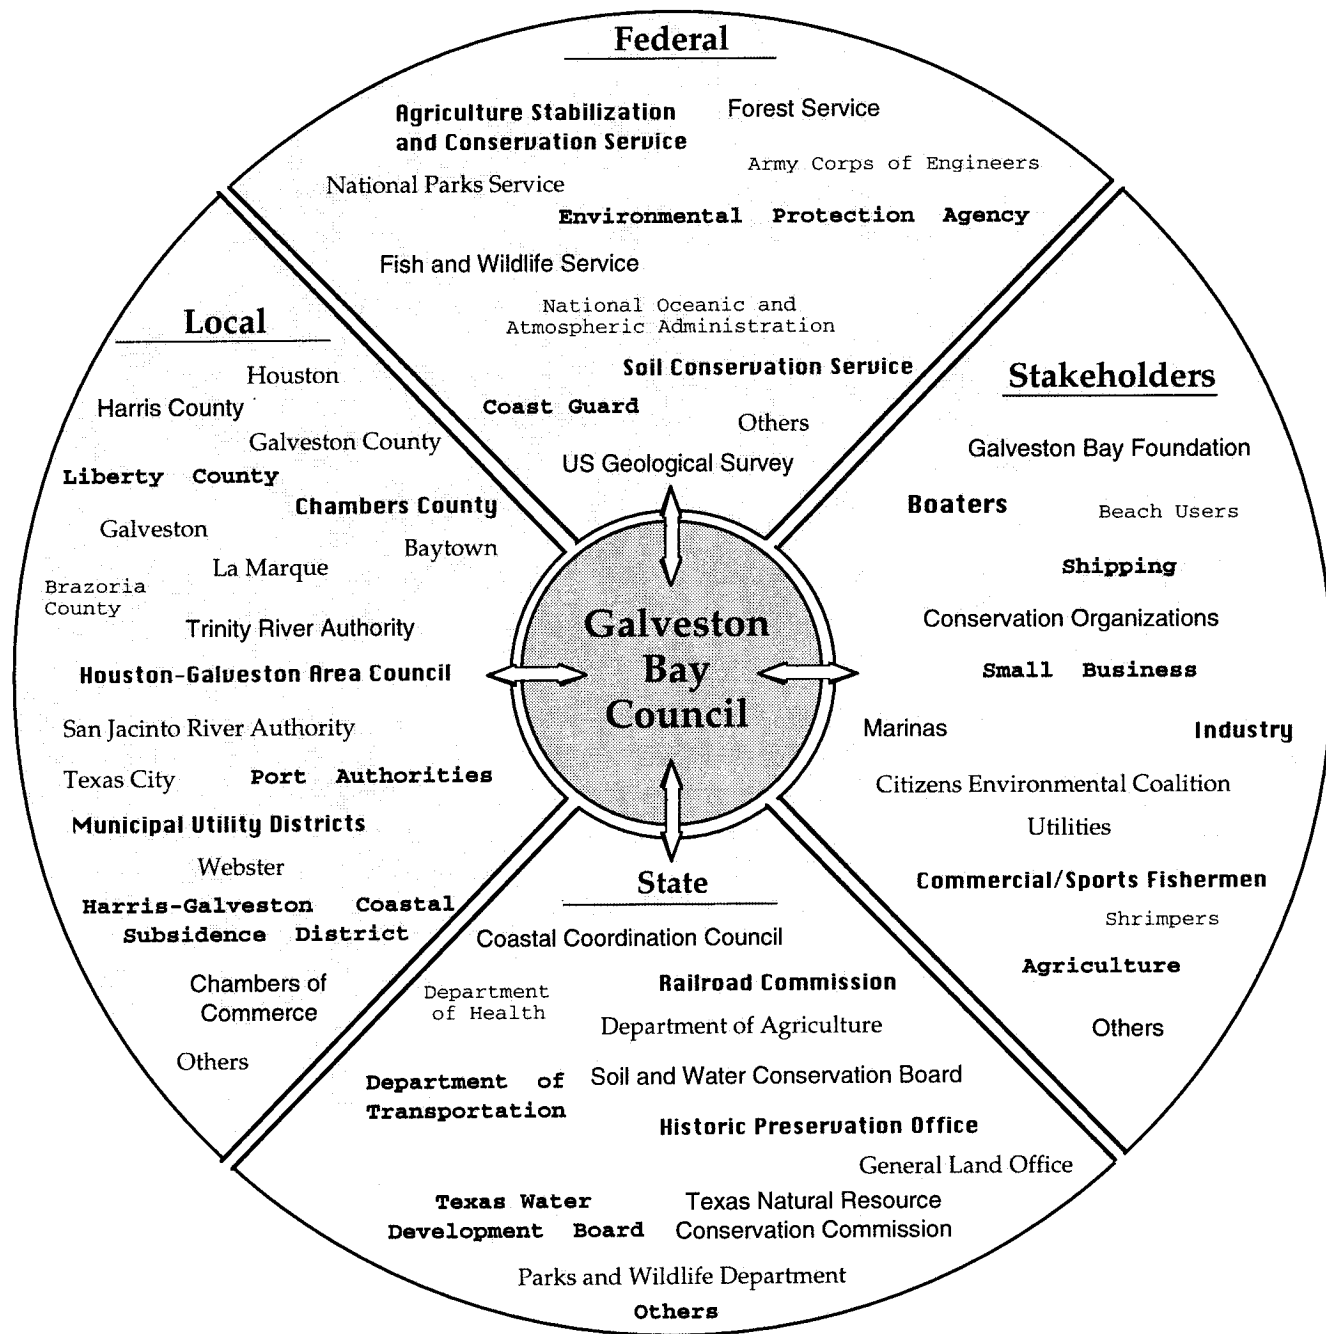 Federal
Agriculture Stabilization
and Conservation Service
Forest Service
Army Corps of Engineers
National Parks Service
Environmental Protection Agency
Fish and Wildlife Service
National Oceanic and
Atmospheric Administration
Soil Conservation Service
Coast Guard
Others
US Geological Survey
Local
Houston
Harris County
Galveston County
Liberty County
Chambers County
Galveston
Baytown
La Marque
Brazoria
County
Trinity River Authority
Houston-Galveston Area Council
San Jacinto River Authority
Texas City
Port Authorities
Municipal Utility Districts
Webster
Harris-Galveston Coastal
Subsidence District
Chambers of
Commerce
Others
Galveston
Bay
Council
Stakeholders
Galveston Bay Foundation
Boaters
Beach Users
Shipping
Conservation Organizations
Small Business
Marinas
Industry
Citizens Environmental Coalition
Utilities
Commercial/Sports Fishermen
Shrimpers
Agriculture
Others
State
Coastal Coordination Council
Railroad Commission
Department
of Health
Department of Agriculture
Soil and Water Conservation Board
Department of
Transportation
Historic Preservation Office
General Land Office
Texas Water
Development Board
Texas Natural Resource
Conservation Commission
Parks and Wildlife Department
Others